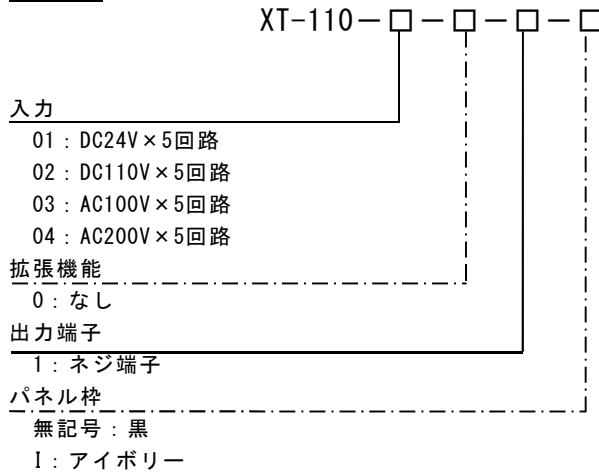 XT-110－□－□－□－□
入力
01：DC24V×5回路
02：DC110V×5回路
03：AC100V×5回路
04：AC200V×5回路
拡張機能
0：なし
出力端子
1：ネジ端子
パネル枠
無記号：黒
I：アイボリー